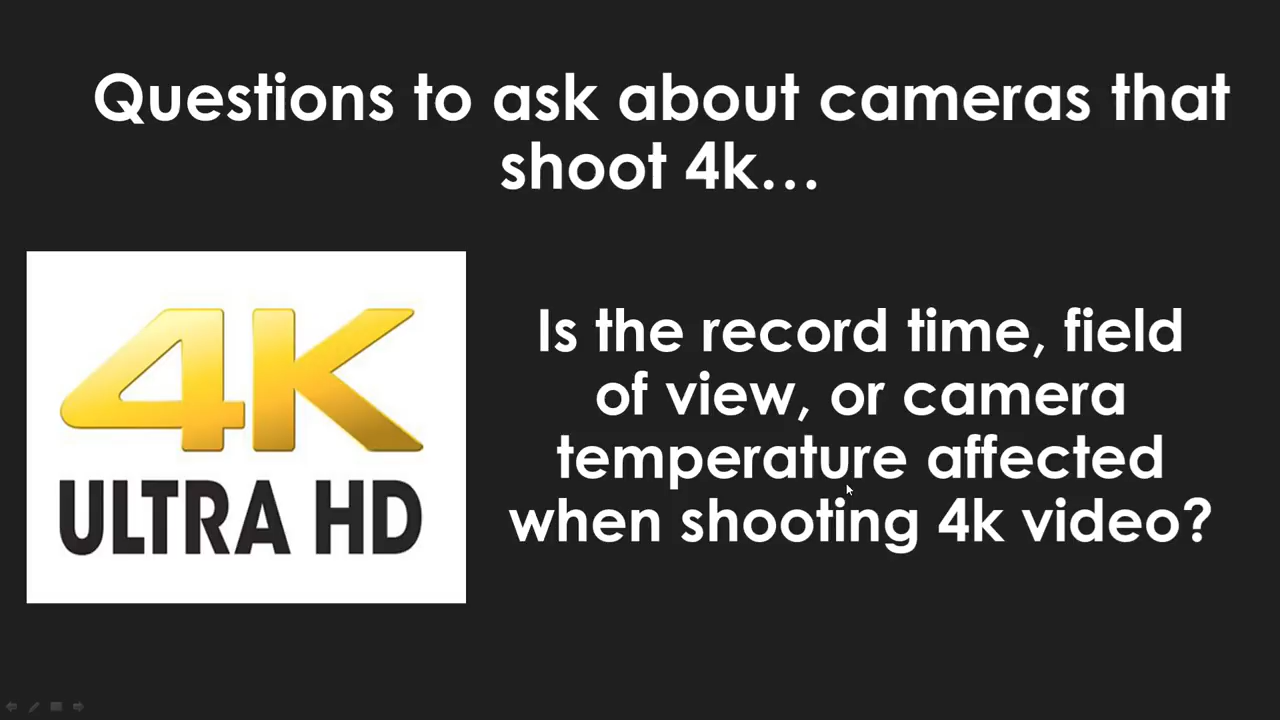 Questions to ask about cameras that
shoot 4k...
4K
ULTRA HD
Is the record time, field
of view, or camera
temperature affected
when shooting 4k video?